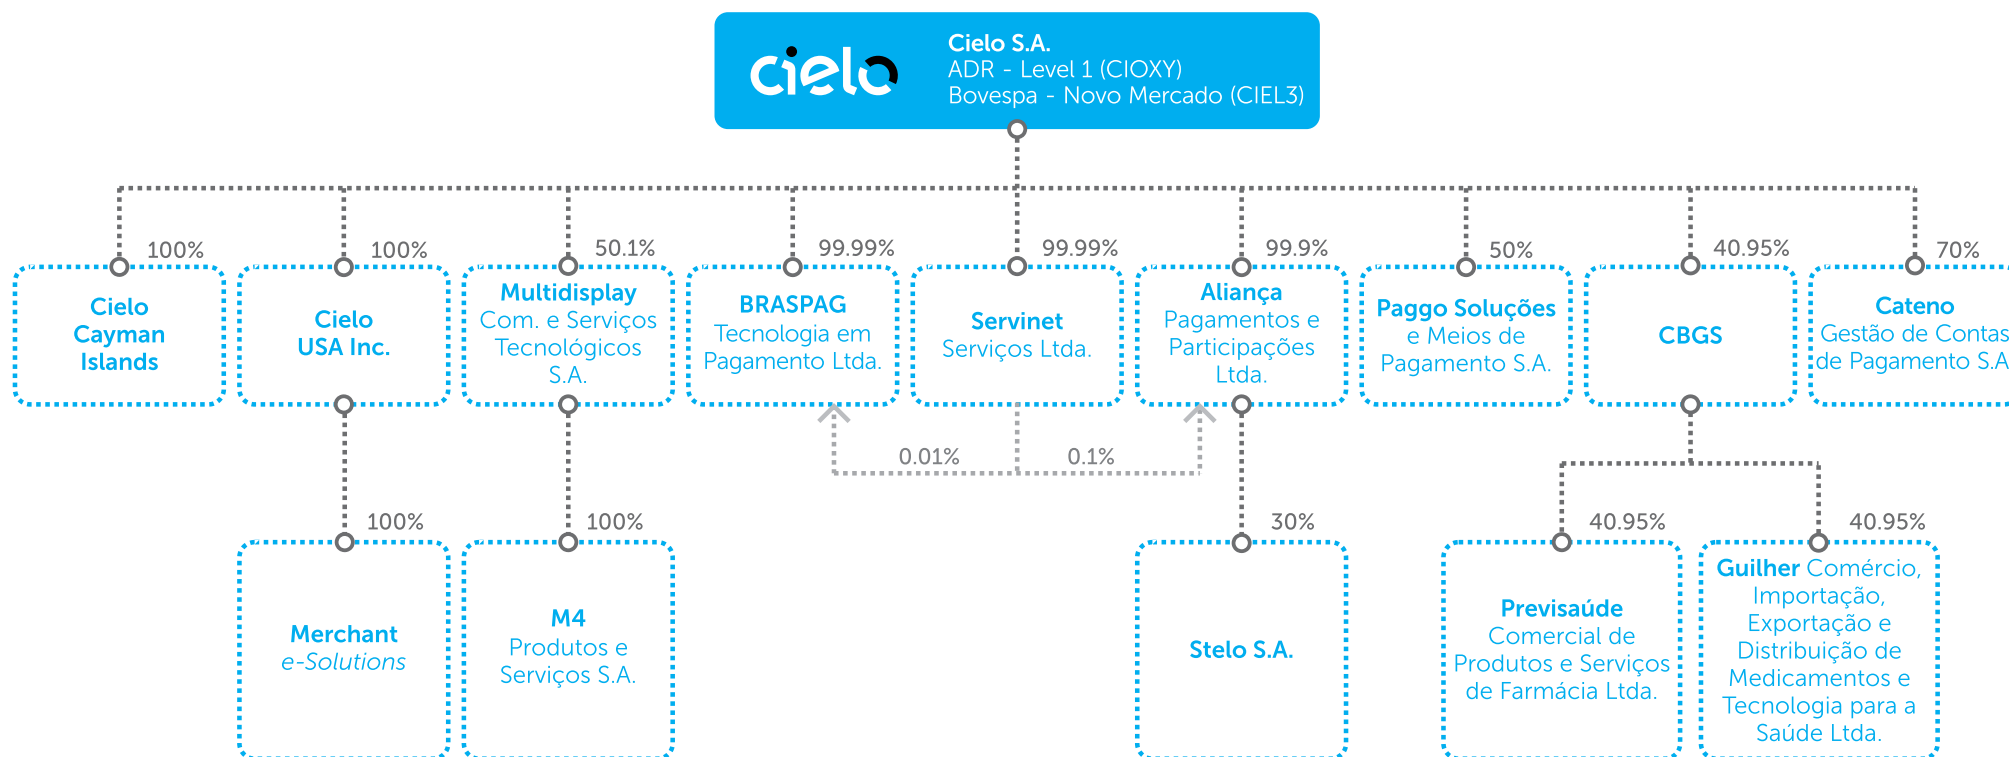 cielo
Cielo S.A.
ADR - Level 1 (CIOXY)
Bovespa - Novo Mercado (CIEL3)
100%
Cielo
Cayman
Islands
100%
Cielo
USA Inc.
50.1%
Multidisplay
Com. e Serviços
Tecnológicos
S.A.
99.99%
BRASPAG
Tecnologia em
Pagamento Ltda.
99.99%
Servinet
Serviços Ltda.
99.9%
Aliança
Pagamentos e
Participações
Ltda.
50%
Paggo Soluções
e Meios de
Pagamento S.A.
40.95%
CBGS
70%
Cateno
Gestão de Contas
de Pagamento S.A
0.01%
0.1%
100%
Merchant
e-Solutions
100%
M4
Produtos e
Serviços S.A.
30%
Stelo S.A.
40.95%
Previsaúde
Comercial de
Produtos e Serviços
de Farmácia Ltda.
40.95%
Guilher Comércio,
Importação,
Exportação e
Distribuição de
Medicamentos e
Tecnologia para a
Saúde Ltda.